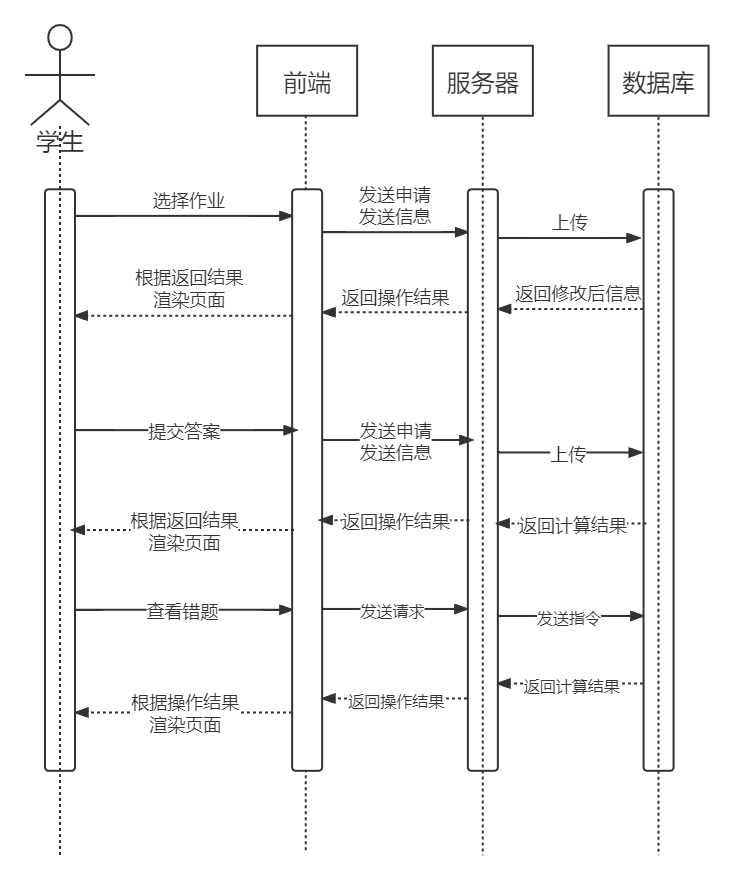 学生
前端
服务器
数据库
选择作业
发送申请
发送信息
上传
根据返回结果
渲染页面
返回操作结果
返回修改后信息
提交答案
发送申请
发送信息
上传
根据返回结果
渲染页面
返回操作结果
返回计算结果
查看错题
发送请求
发送指令
根据操作结果
渲染页面
返回操作结果
返回计算结果